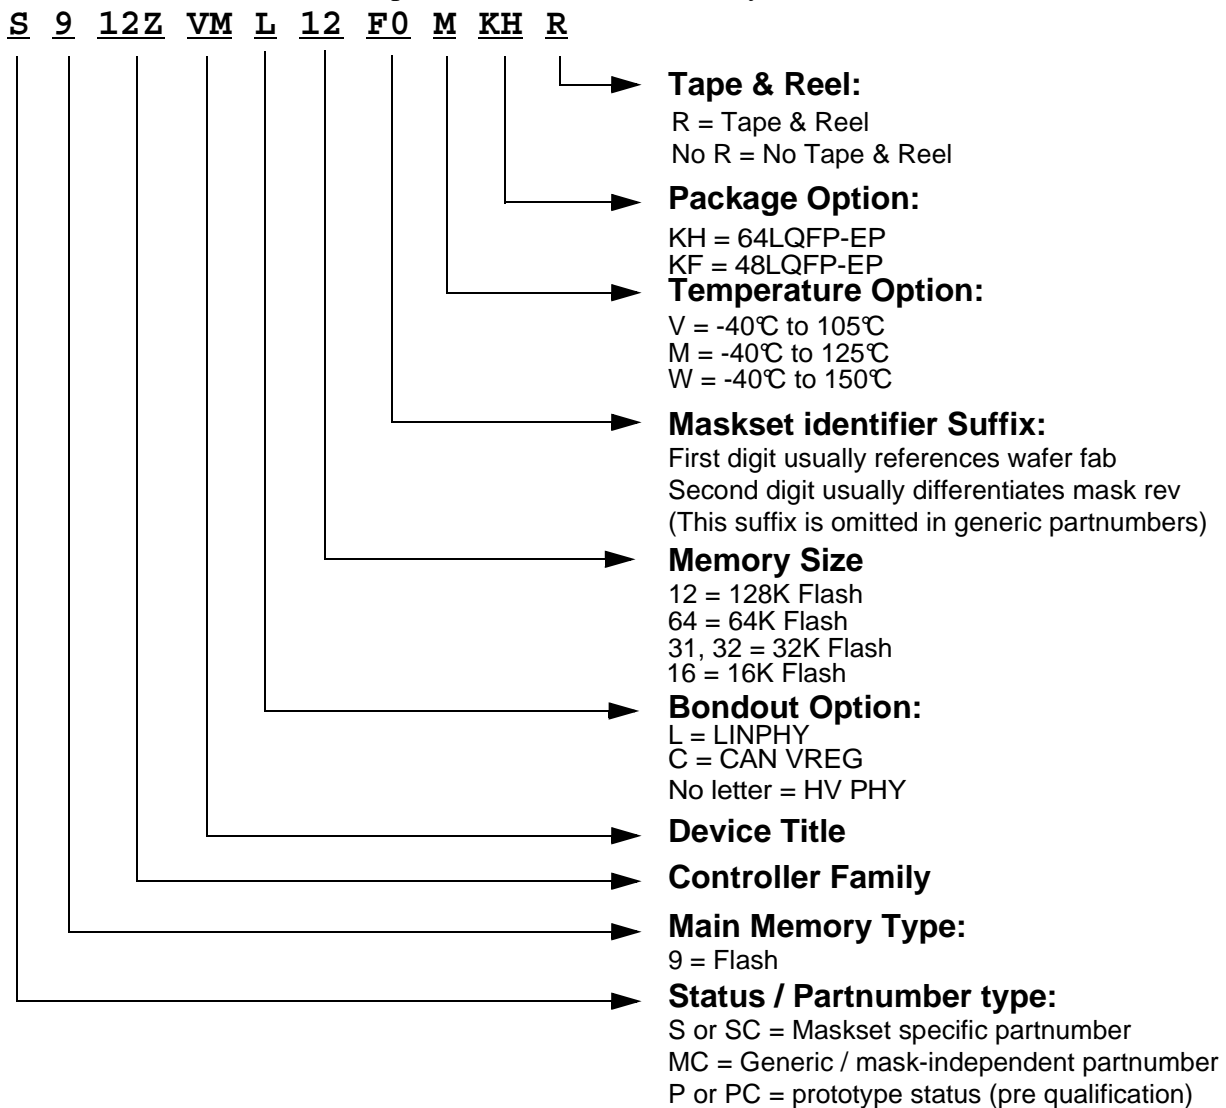 S 9 12Z VM L 12 F0 M KH R
Tape & Reel:
R = Tape & Reel
No R = No Tape & Reel
Package Option:
KH = 64LQFP-EP
KF = 48LQFP-EP
Temperature Option:
V = -40°C to 105°C
M = -40°C to 125°C
W = -40°C to 150°C
Maskset identifier Suffix:
First digit usually references wafer fab
Second digit usually differentiates mask rev
(This suffix is omitted in generic partnumbers)
Memory Size
12 = 128K Flash
64 = 64K Flash
31, 32 = 32K Flash
16 = 16K Flash
Bondout Option:
L = LINPHY
C = CAN VREG
No letter = HV PHY
Device Title
Controller Family
Main Memory Type:
9 = Flash
Status / Partnumber type:
S or SC = Maskset specific partnumber
MC = Generic / mask-independent partnumber
P or PC = prototype status (pre qualification)